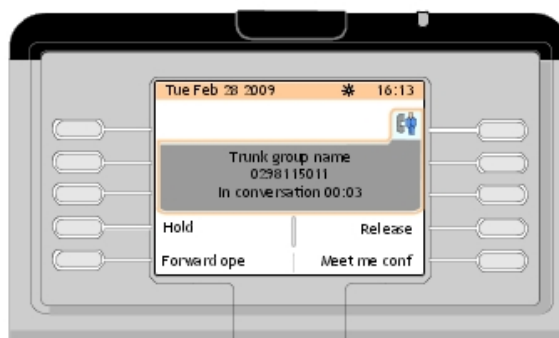 Tue Feb 28 2009 16:13
Trunk group name
0298115011
In conversation 00:03
Hold Release
Forward ope Meet me conf